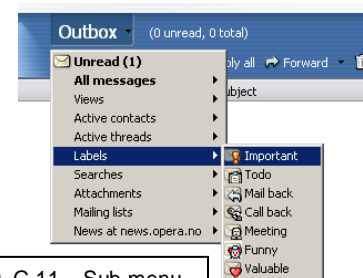 Outbox (0 unread, 0 total)
ply all Forward
ubject
Unread (1)
All messages
Views
Active contacts
Active threads
Labels
Searches
Attachments
Mailing lists
News at news.opera.no
Important
Todo
Mail back
Call back
Meeting
Funny
Valuable
C.11 Sub menu